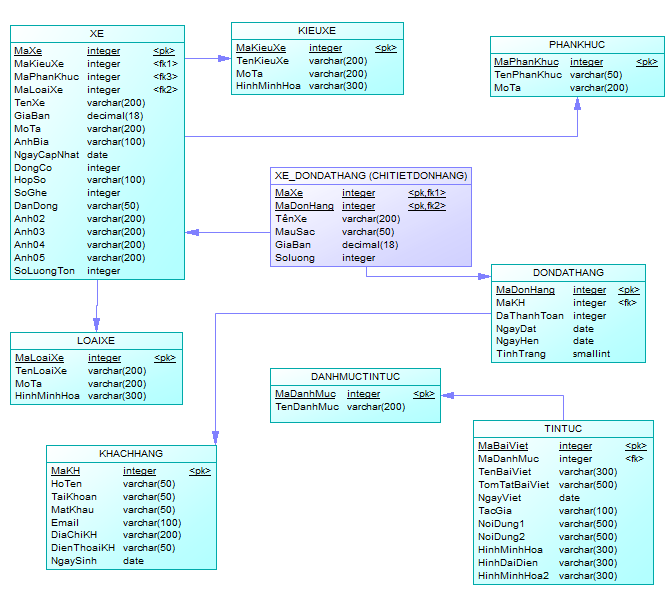 XE
MaXe integer <pk>
MaKieuXe integer <fk1>
MaPhanKhuc integer <fk3>
MaLoaiXe integer <fk2>
TenXe varchar(200)
GiaBan decimal(18)
MoTa varchar(200)
AnhBia varchar(100)
NgayCapNhat date
DongCo integer
HopSo varchar(100)
SoGhe integer
DanDong varchar(50)
Anh02 varchar(200)
Anh03 varchar(200)
Anh04 varchar(200)
Anh05 varchar(200)
SoLuongTon integer
KIEUXE
MaKieuXe integer <pk>
TenKieuXe varchar(200)
MoTa varchar(200)
HinhMinhHoa varchar(300)
PHANKHUC
MaPhanKhuc integer <pk>
TenPhanKhuc varchar(50)
MoTa varchar(200)
XE_DONDATHANG (CHITIETDONHANG)
MaXe integer <pk,fk1>
MaDonHang integer <pk,fk2>
TênXe varchar(200)
MauSac varchar(50)
GiaBan decimal(18)
Soluong integer
DONDATHANG
MaDonHang integer <pk>
MaKH integer <fk>
DaThanhToan integer
NgayDat date
NgayHen date
TinhTrang smallint
LOAIXE
MaLoaiXe integer <pk>
TenLoaiXe varchar(200)
MoTa varchar(200)
HinhMinhHoa varchar(300)
DANHMUCTINTUC
MaDanhMuc integer <pk>
TenDanhMuc varchar(200)
KHACHHANG
MaKH integer <pk>
HoTen varchar(50)
TaiKhoan varchar(50)
MatKhau varchar(50)
Email varchar(100)
DiaChiKH varchar(200)
DienThoaiKH varchar(50)
NgaySinh date
TINTUC
MaBaiViet integer <pk>
MaDanhMuc integer <fk>
TenBaiViet varchar(300)
TomTatBaiViet varchar(500)
NgayViet date
TacGia varchar(100)
NoiDung1 varchar(500)
NoiDung2 varchar(500)
HinhMinhHoa varchar(300)
HinhDaiDien varchar(300)
HinhMinhHoa2 varchar(300)